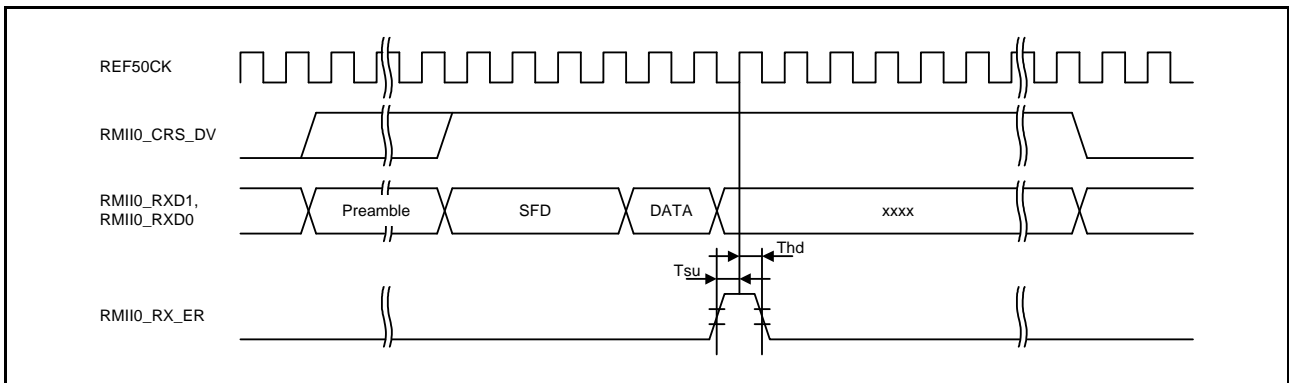 REF50CK
RMII0_CRS_DV
RMII0_RXD1,
RMII0_RXD0
Preamble
SFD
DATA
xxxx
Thd
Tsu
RMII0_RX_ER